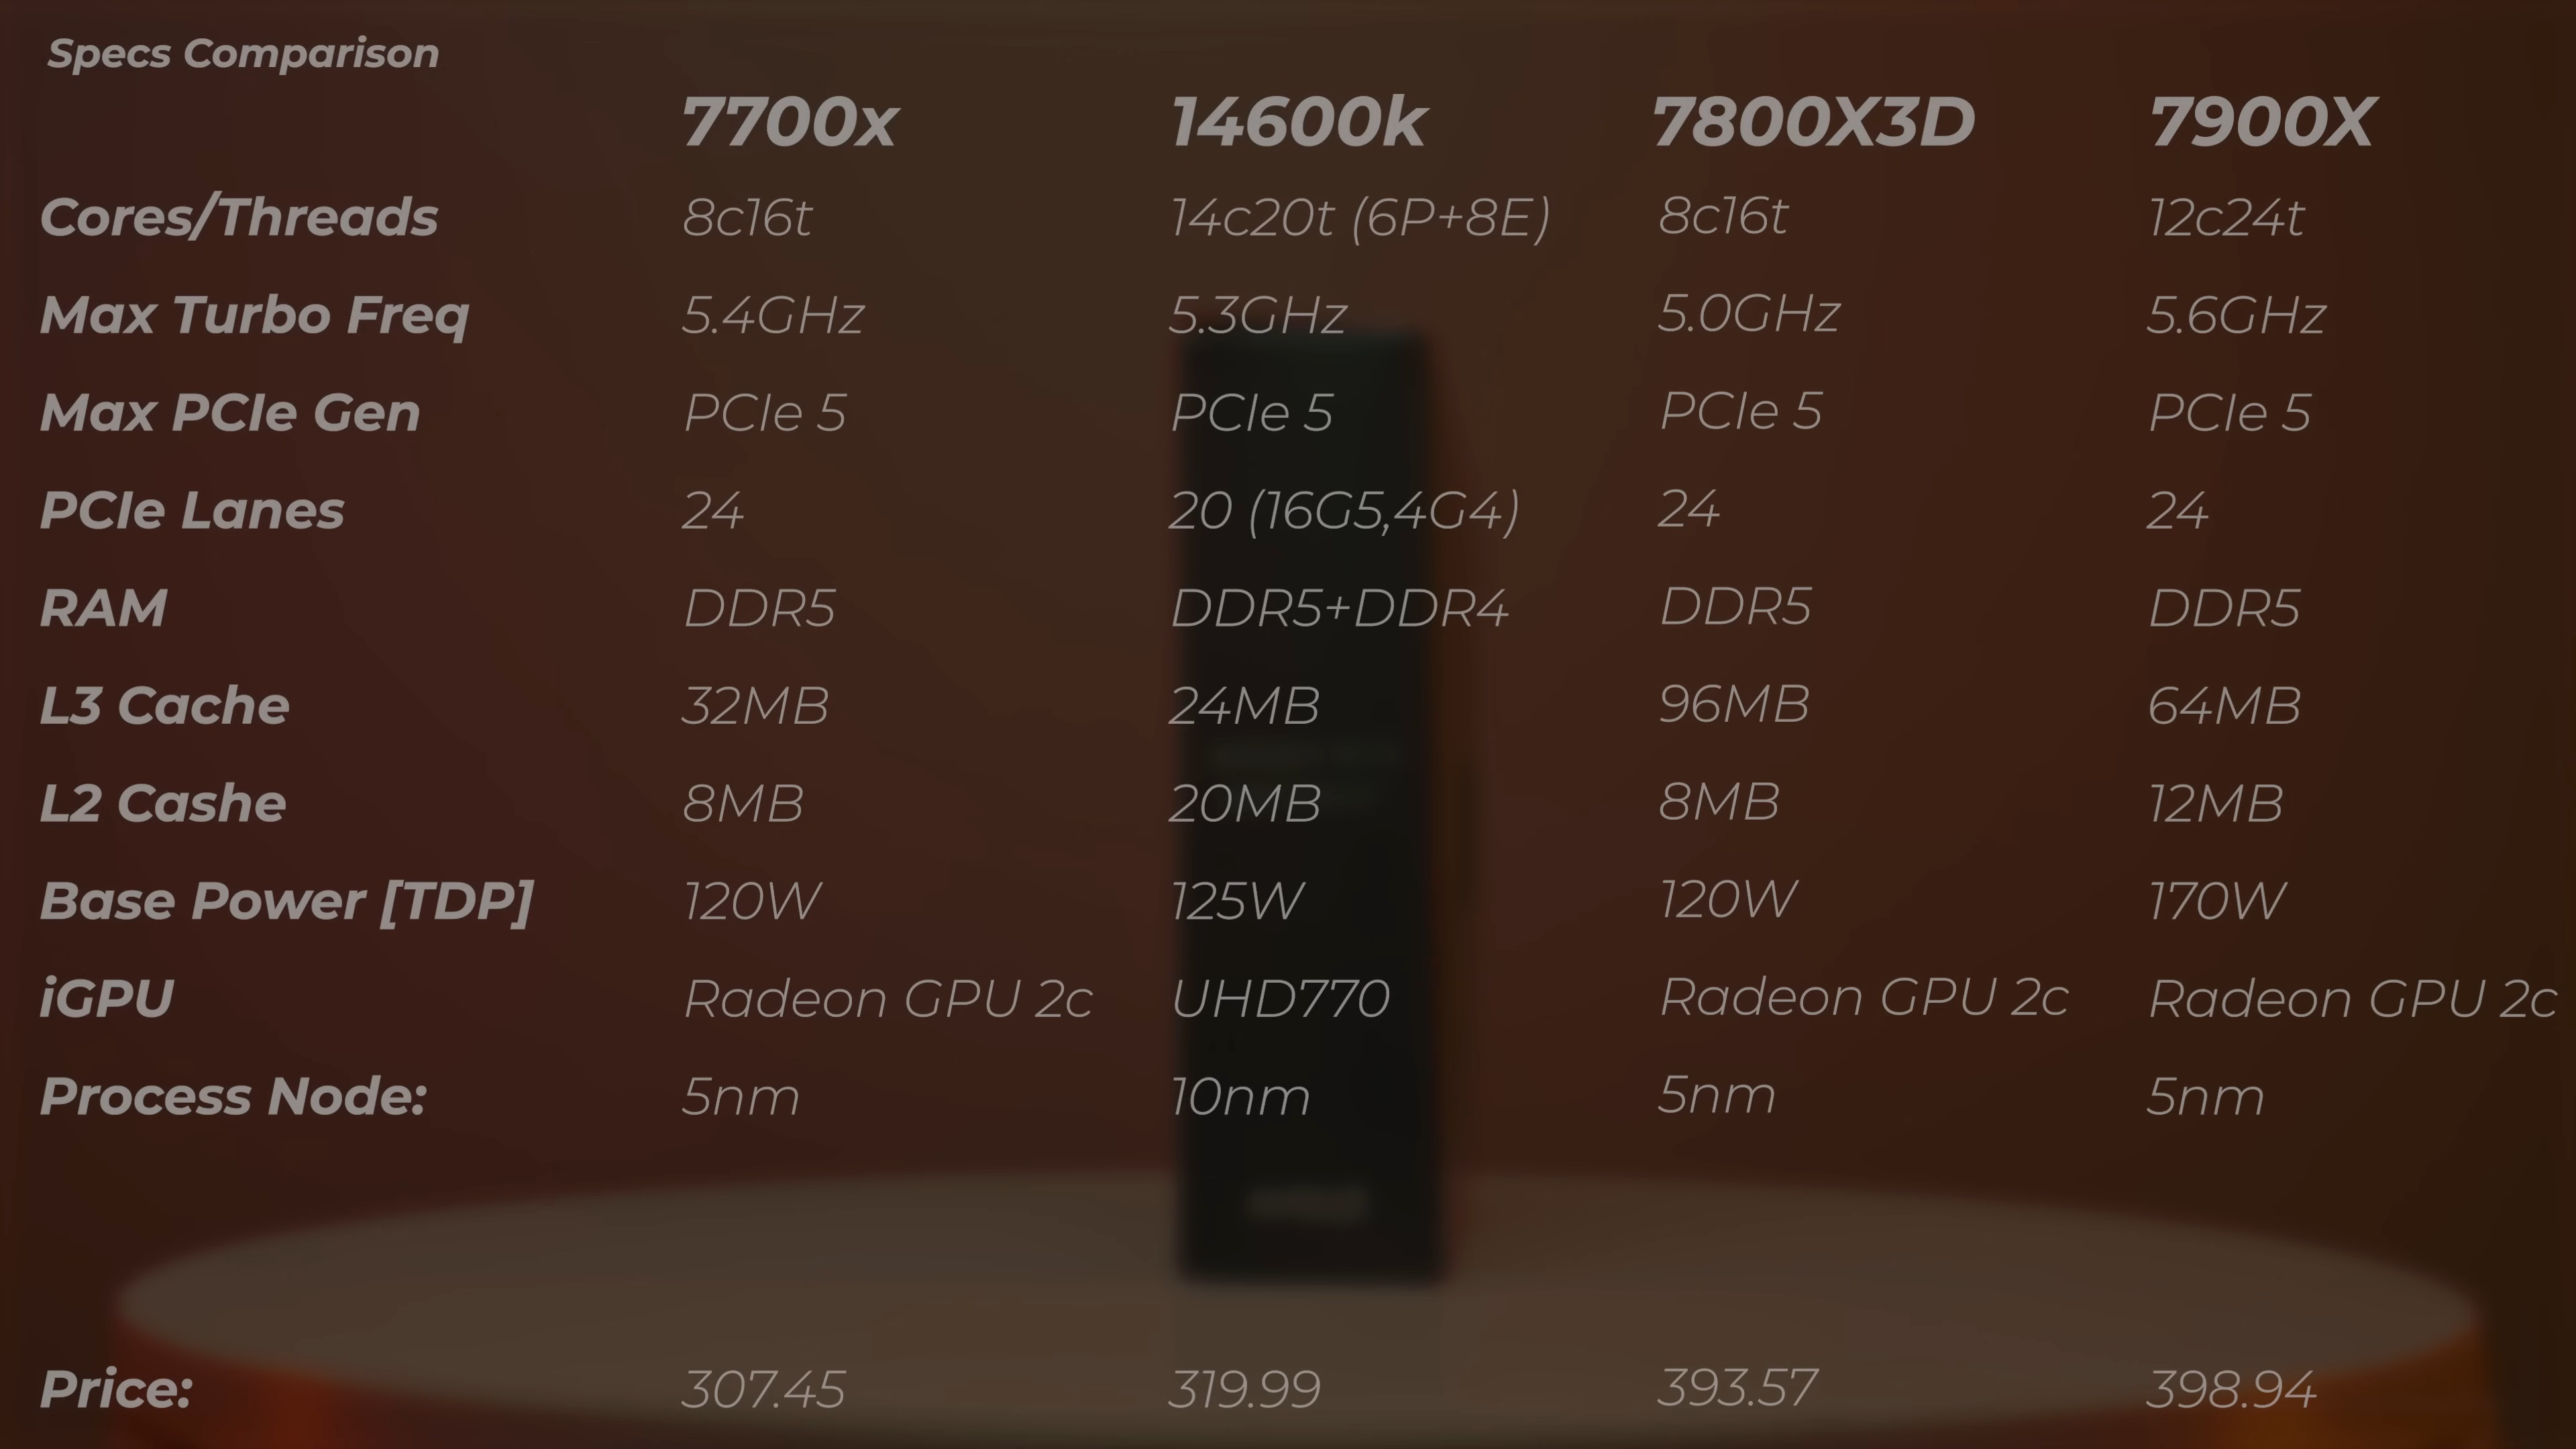 Specs Comparison
7700x 14600k 7800X3D 7900X
Cores/Threads 8c16t 14c20t (6P+8E) 8c16t 12c24t
Max Turbo Freq 5.4GHz 5.3GHz 5.0GHz 5.6GHz
Max PCIe Gen PCIe 5 PCIe 5 PCIe 5 PCIe 5
PCIe Lanes 24 20 (16G5,4G4) 24 24
RAM DDR5 DDR5+DDR4 DDR5 DDR5
L3 Cache 32MB 24MB 96MB 64MB
L2 Cashe 8MB 20MB 8MB 12MB
Base Power [TDP] 120W 125W 120W 170W
iGPU Radeon GPU 2c UHD770 Radeon GPU 2c Radeon GPU 2c
Process Node: 5nm 10nm 5nm 5nm
Price: 307.45 319.99 393.57 398.94